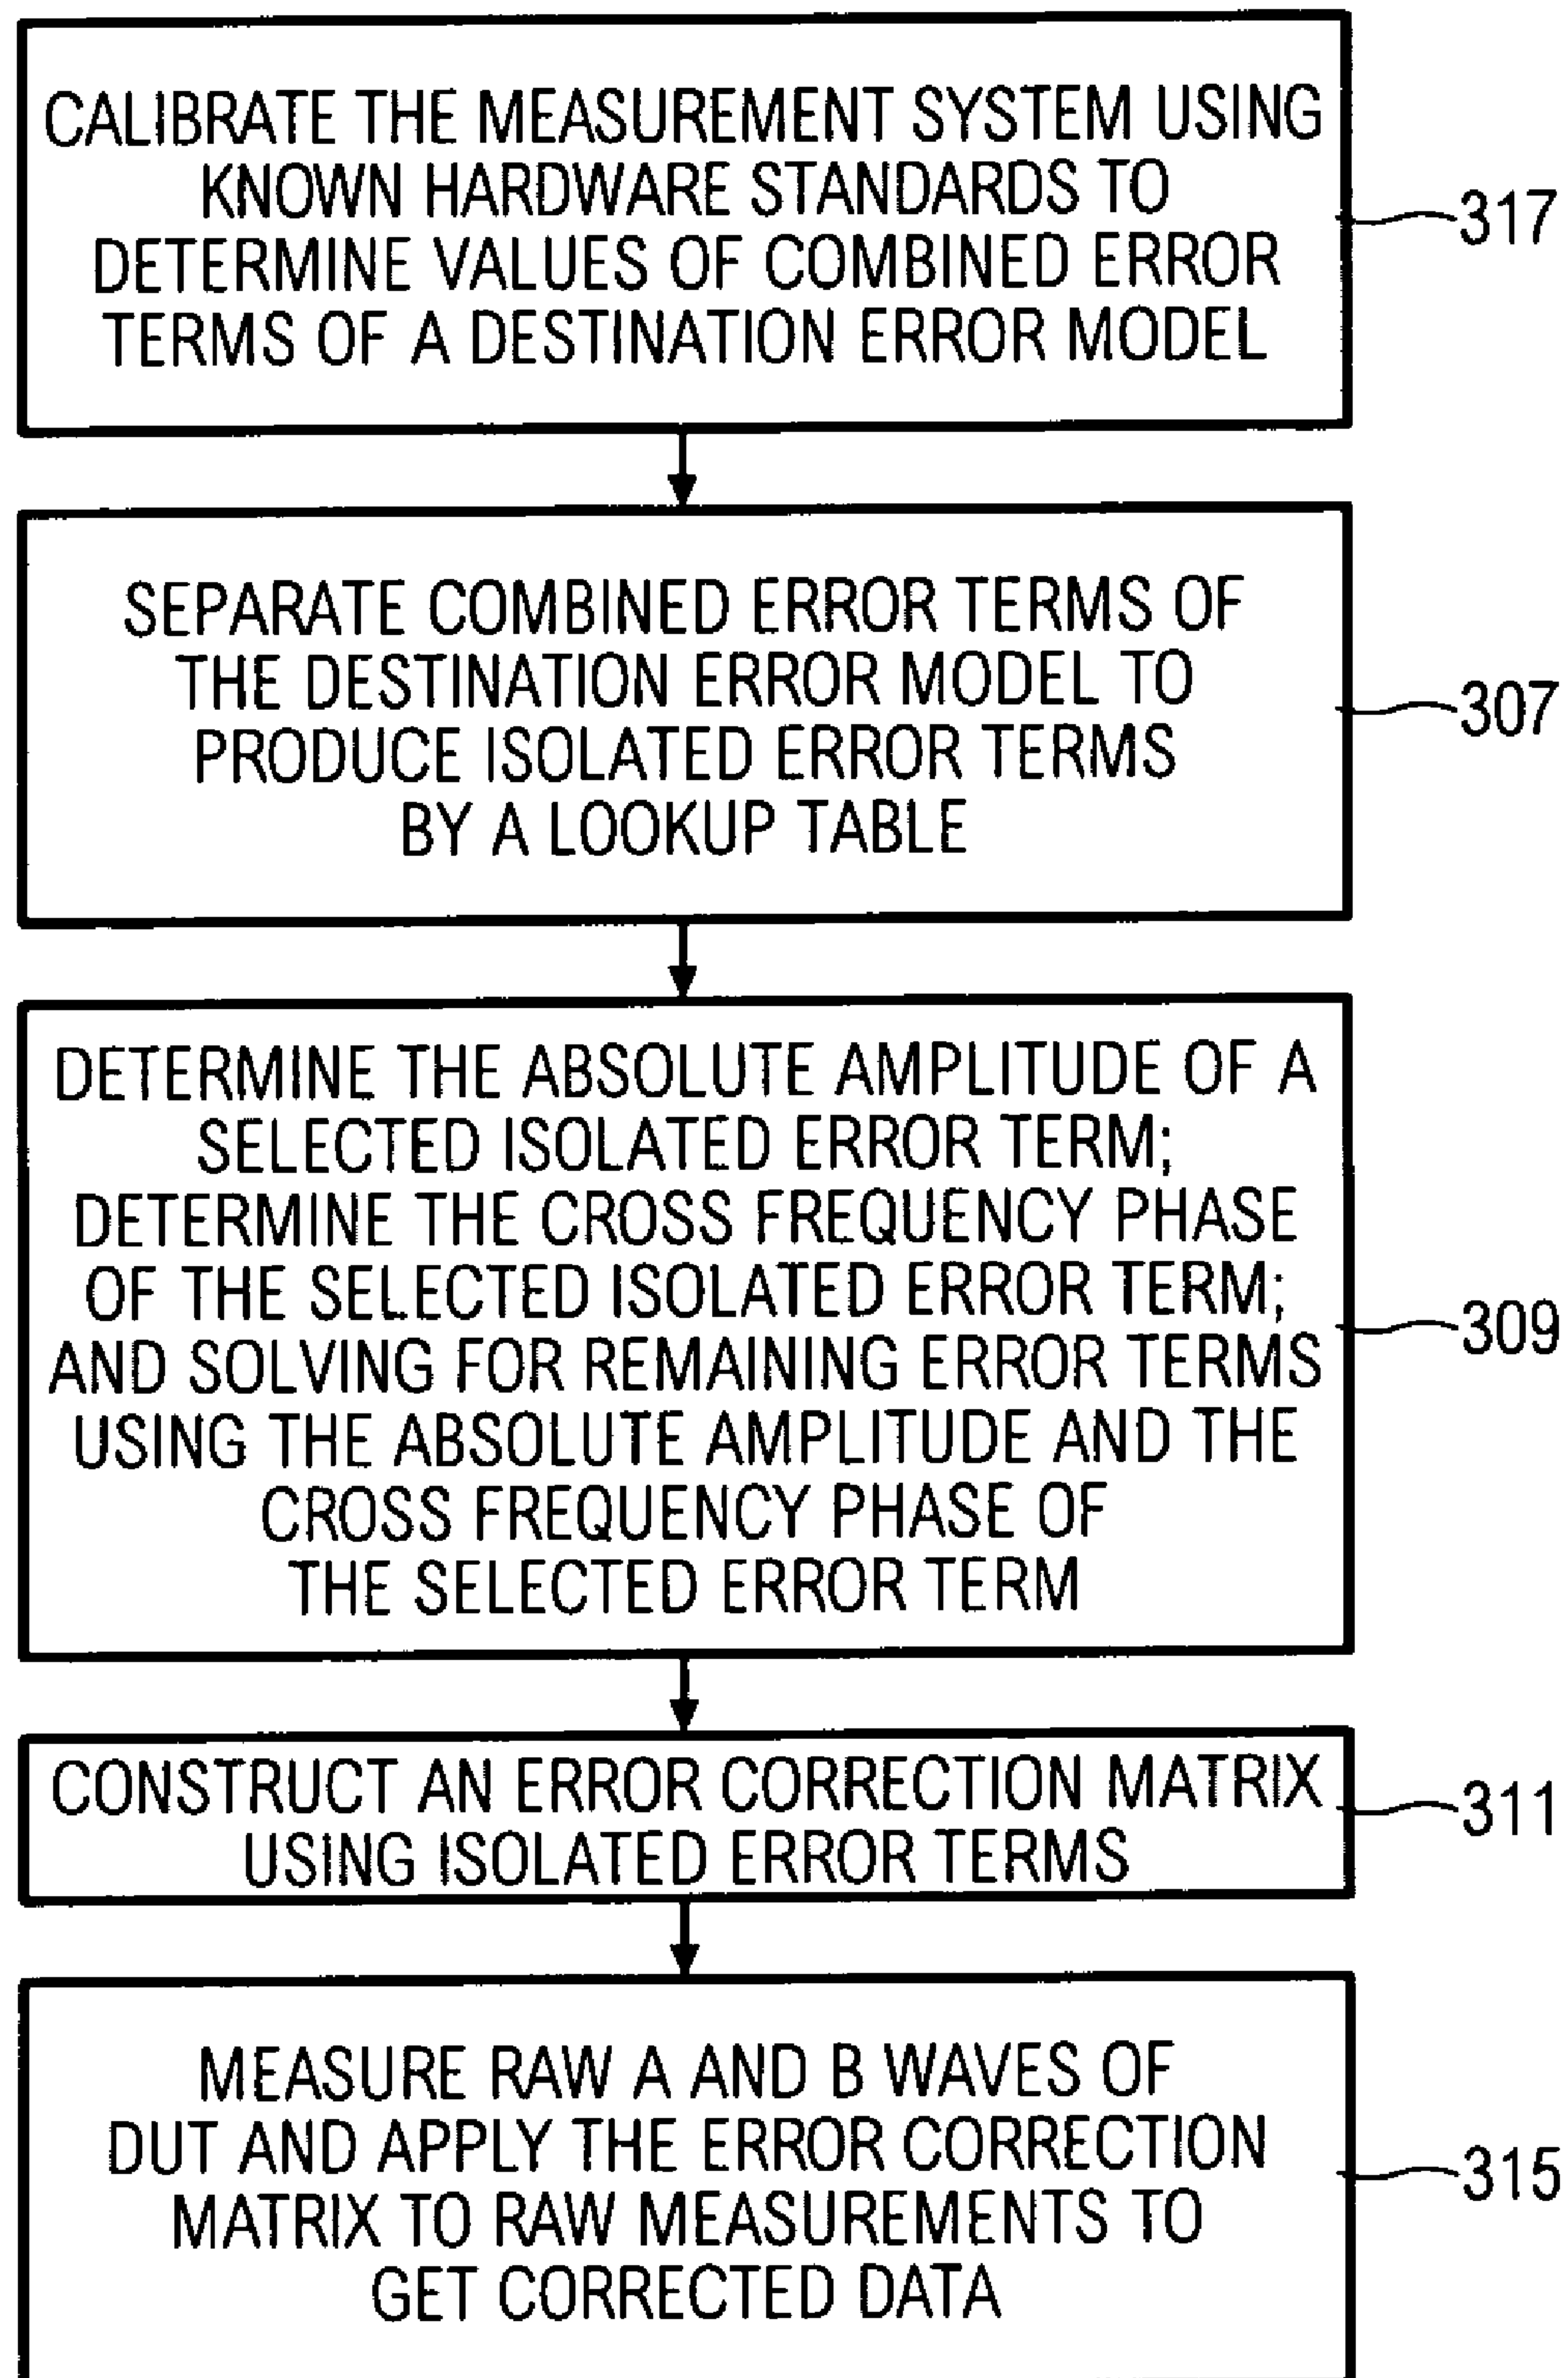 CALIBRATE THE MEASUREMENT SYSTEM USING
KNOWN HARDWARE STANDARDS TO
DETERMINE VALUES OF COMBINED ERROR
TERMS OF A DESTINATION ERROR MODEL
317
SEPARATE COMBINED ERROR TERMS OF
THE DESTINATION ERROR MODEL TO
PRODUCE ISOLATED ERROR TERMS
BY A LOOKUP TABLE
307
DETERMINE THE ABSOLUTE AMPLITUDE OF A
SELECTED ISOLATED ERROR TERM;
DETERMINE THE CROSS FREQUENCY PHASE
OF THE SELECTED ISOLATED ERROR TERM;
AND SOLVING FOR REMAINING ERROR TERMS
USING THE ABSOLUTE AMPLITUDE AND THE
CROSS FREQUENCY PHASE OF
THE SELECTED ERROR TERM
309
CONSTRUCT AN ERROR CORRECTION MATRIX
USING ISOLATED ERROR TERMS
311
MEASURE RAW A AND B WAVES OF
DUT AND APPLY THE ERROR CORRECTION
MATRIX TO RAW MEASUREMENTS TO
GET CORRECTED DATA
315